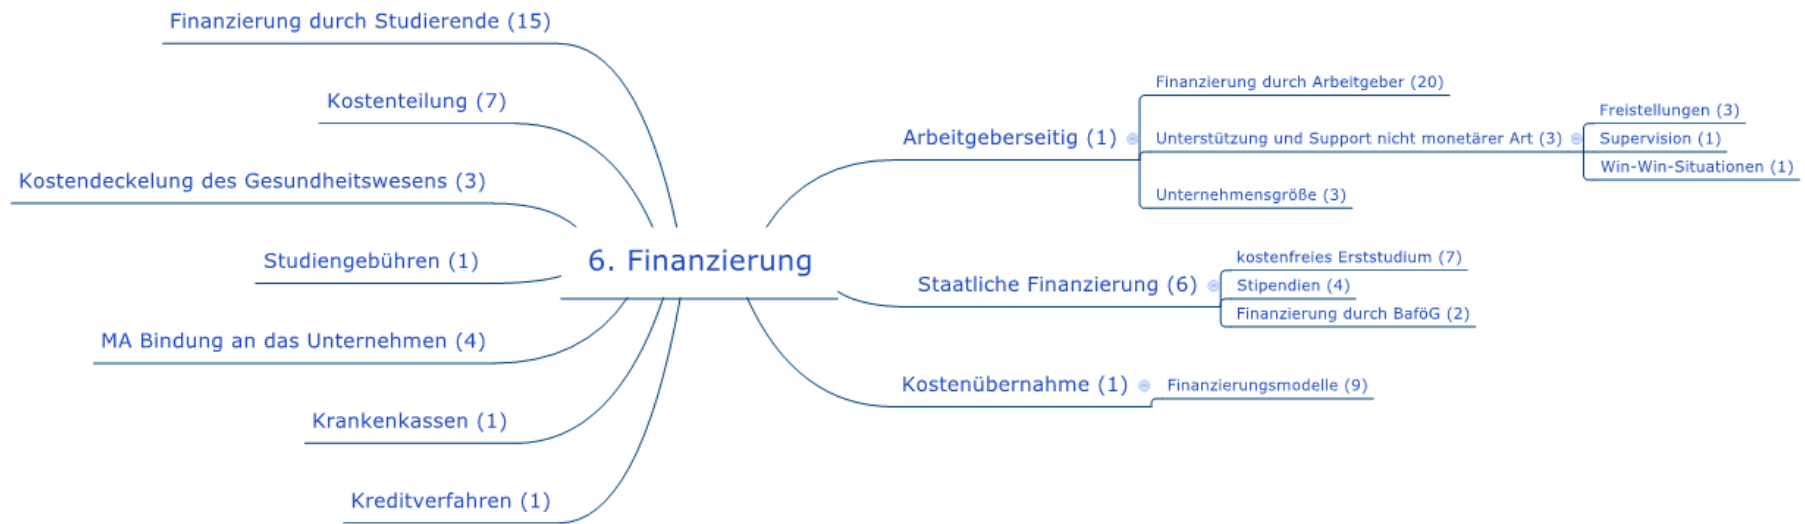 Finanzierung durch Studierende (15)
Kostenteilung (7)
Kostendeckelung des Gesundheitswesens (3)
Studiengebühren (1)
MA Bindung an das Unternehmen (4)
Krankenkassen (1)
Kreditverfahren (1)
6. Finanzierung
Arbeitgeberseitig (1)
Finanzierung durch Arbeitgeber (20)
Unterstützung und Support nicht monetärer Art (3)
Freistellungen (3)
Supervision (1)
Win-Win-Situationen (1)
Unternehmensgröße (3)
Staatliche Finanzierung (6)
kostenfreies Erststudium (7)
Stipendien (4)
Finanzierung durch BaföG (2)
Kostenübernahme (1)
Finanzierungsmodelle (9)